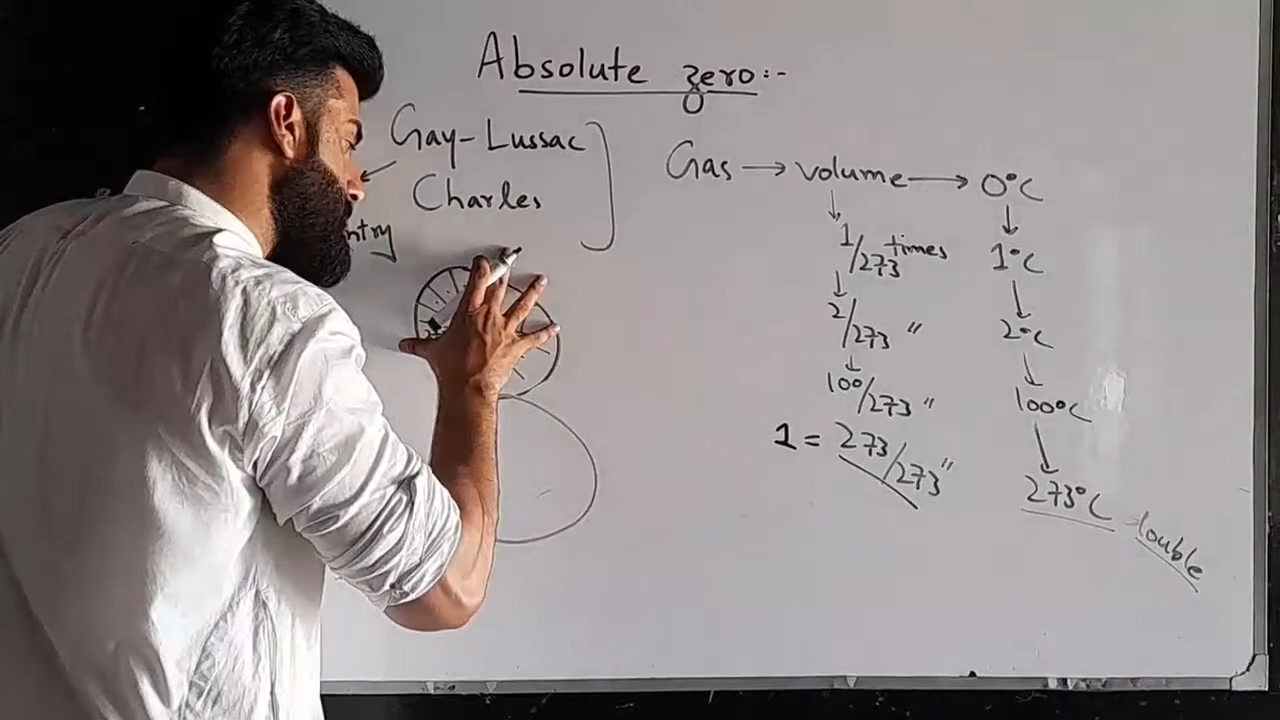 Absolute zero:-
Gay-Lussac
Charles
ntry
Gas → volume → 0°C
1/273 times 1°C
2/273 " 2°C
100/273 " 100°C
1 = 273/273 " 273°C
double